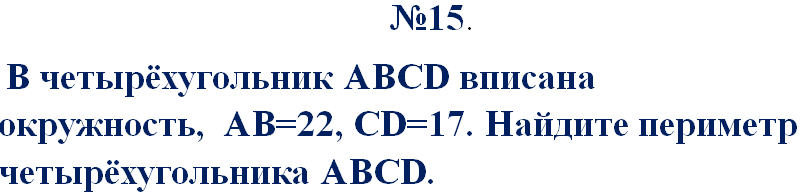 №15.
В четырёхугольник ABCD вписана
окружность, AB=22, CD=17. Найдите периметр
четырёхугольника ABCD.